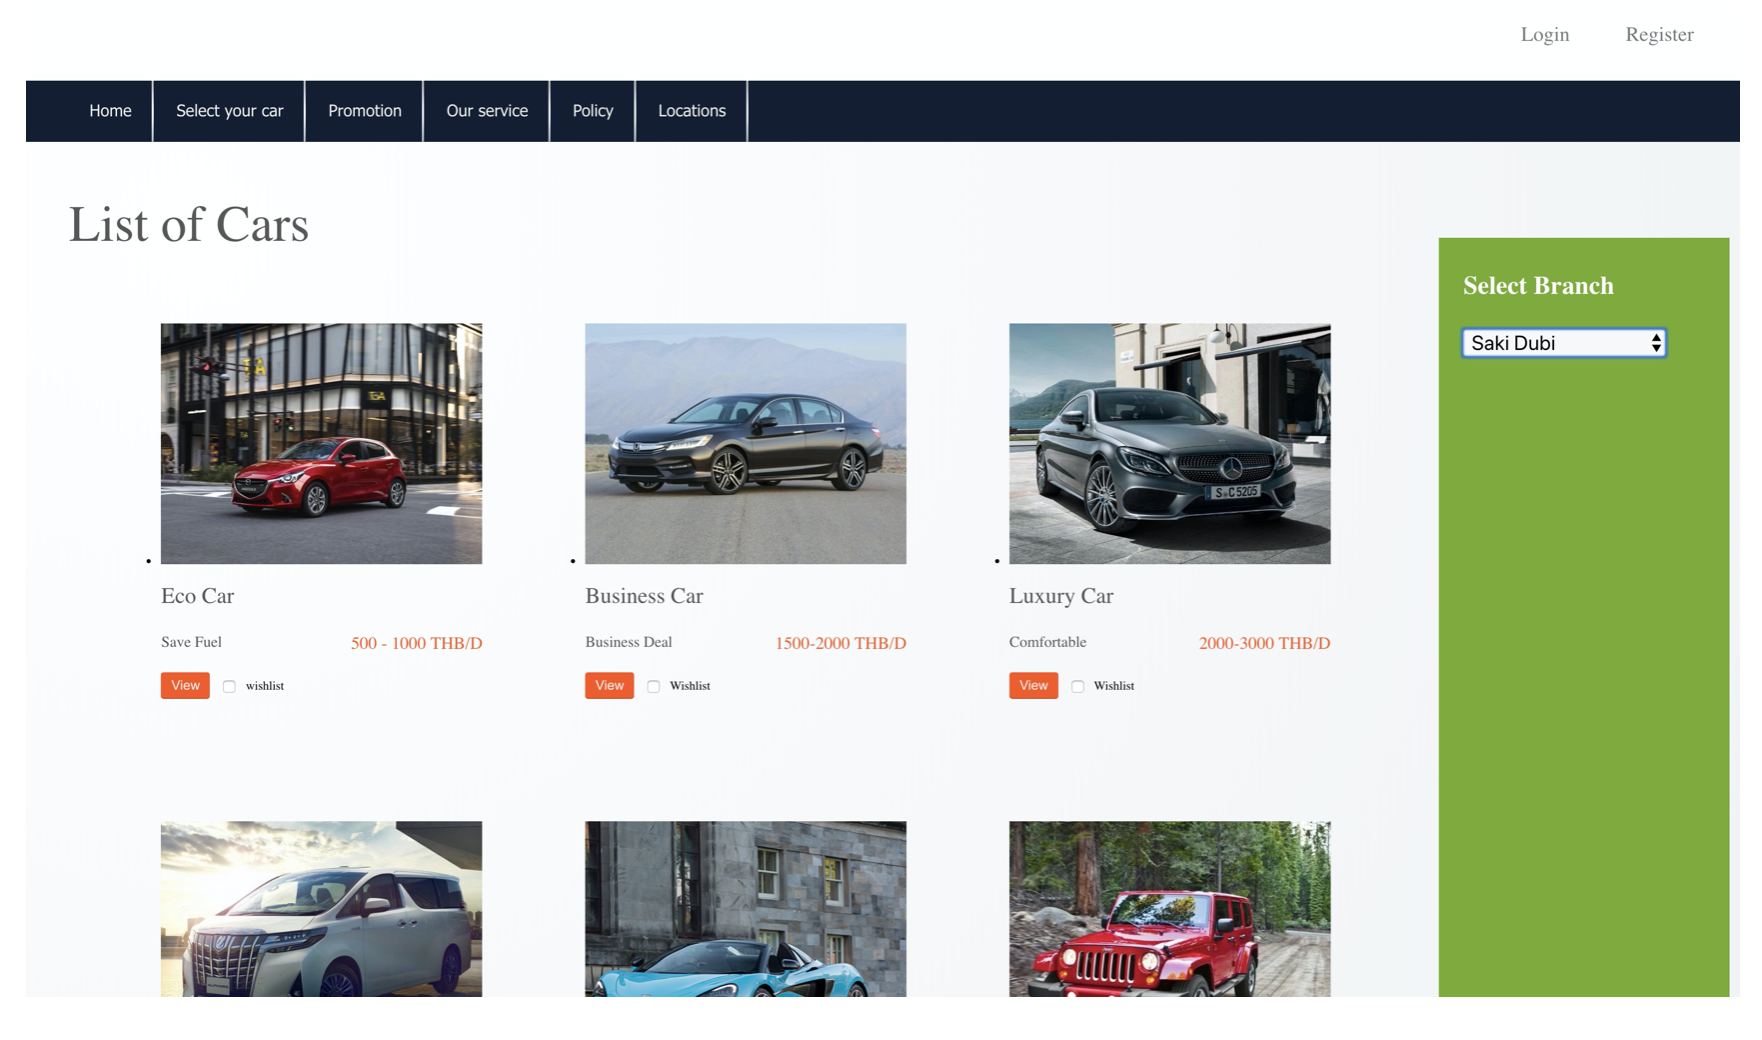 Login Register
Home Select your car Promotion Our service Policy Locations
List of Cars
Select Branch
Saki Dubi
TGA
S C 5205
Eco Car
Save Fuel 500 - 1000 THB/D
View wishlist
Business Car
Business Deal 1500-2000 THB/D
View Wishlist
Luxury Car
Comfortable 2000-3000 THB/D
View Wishlist